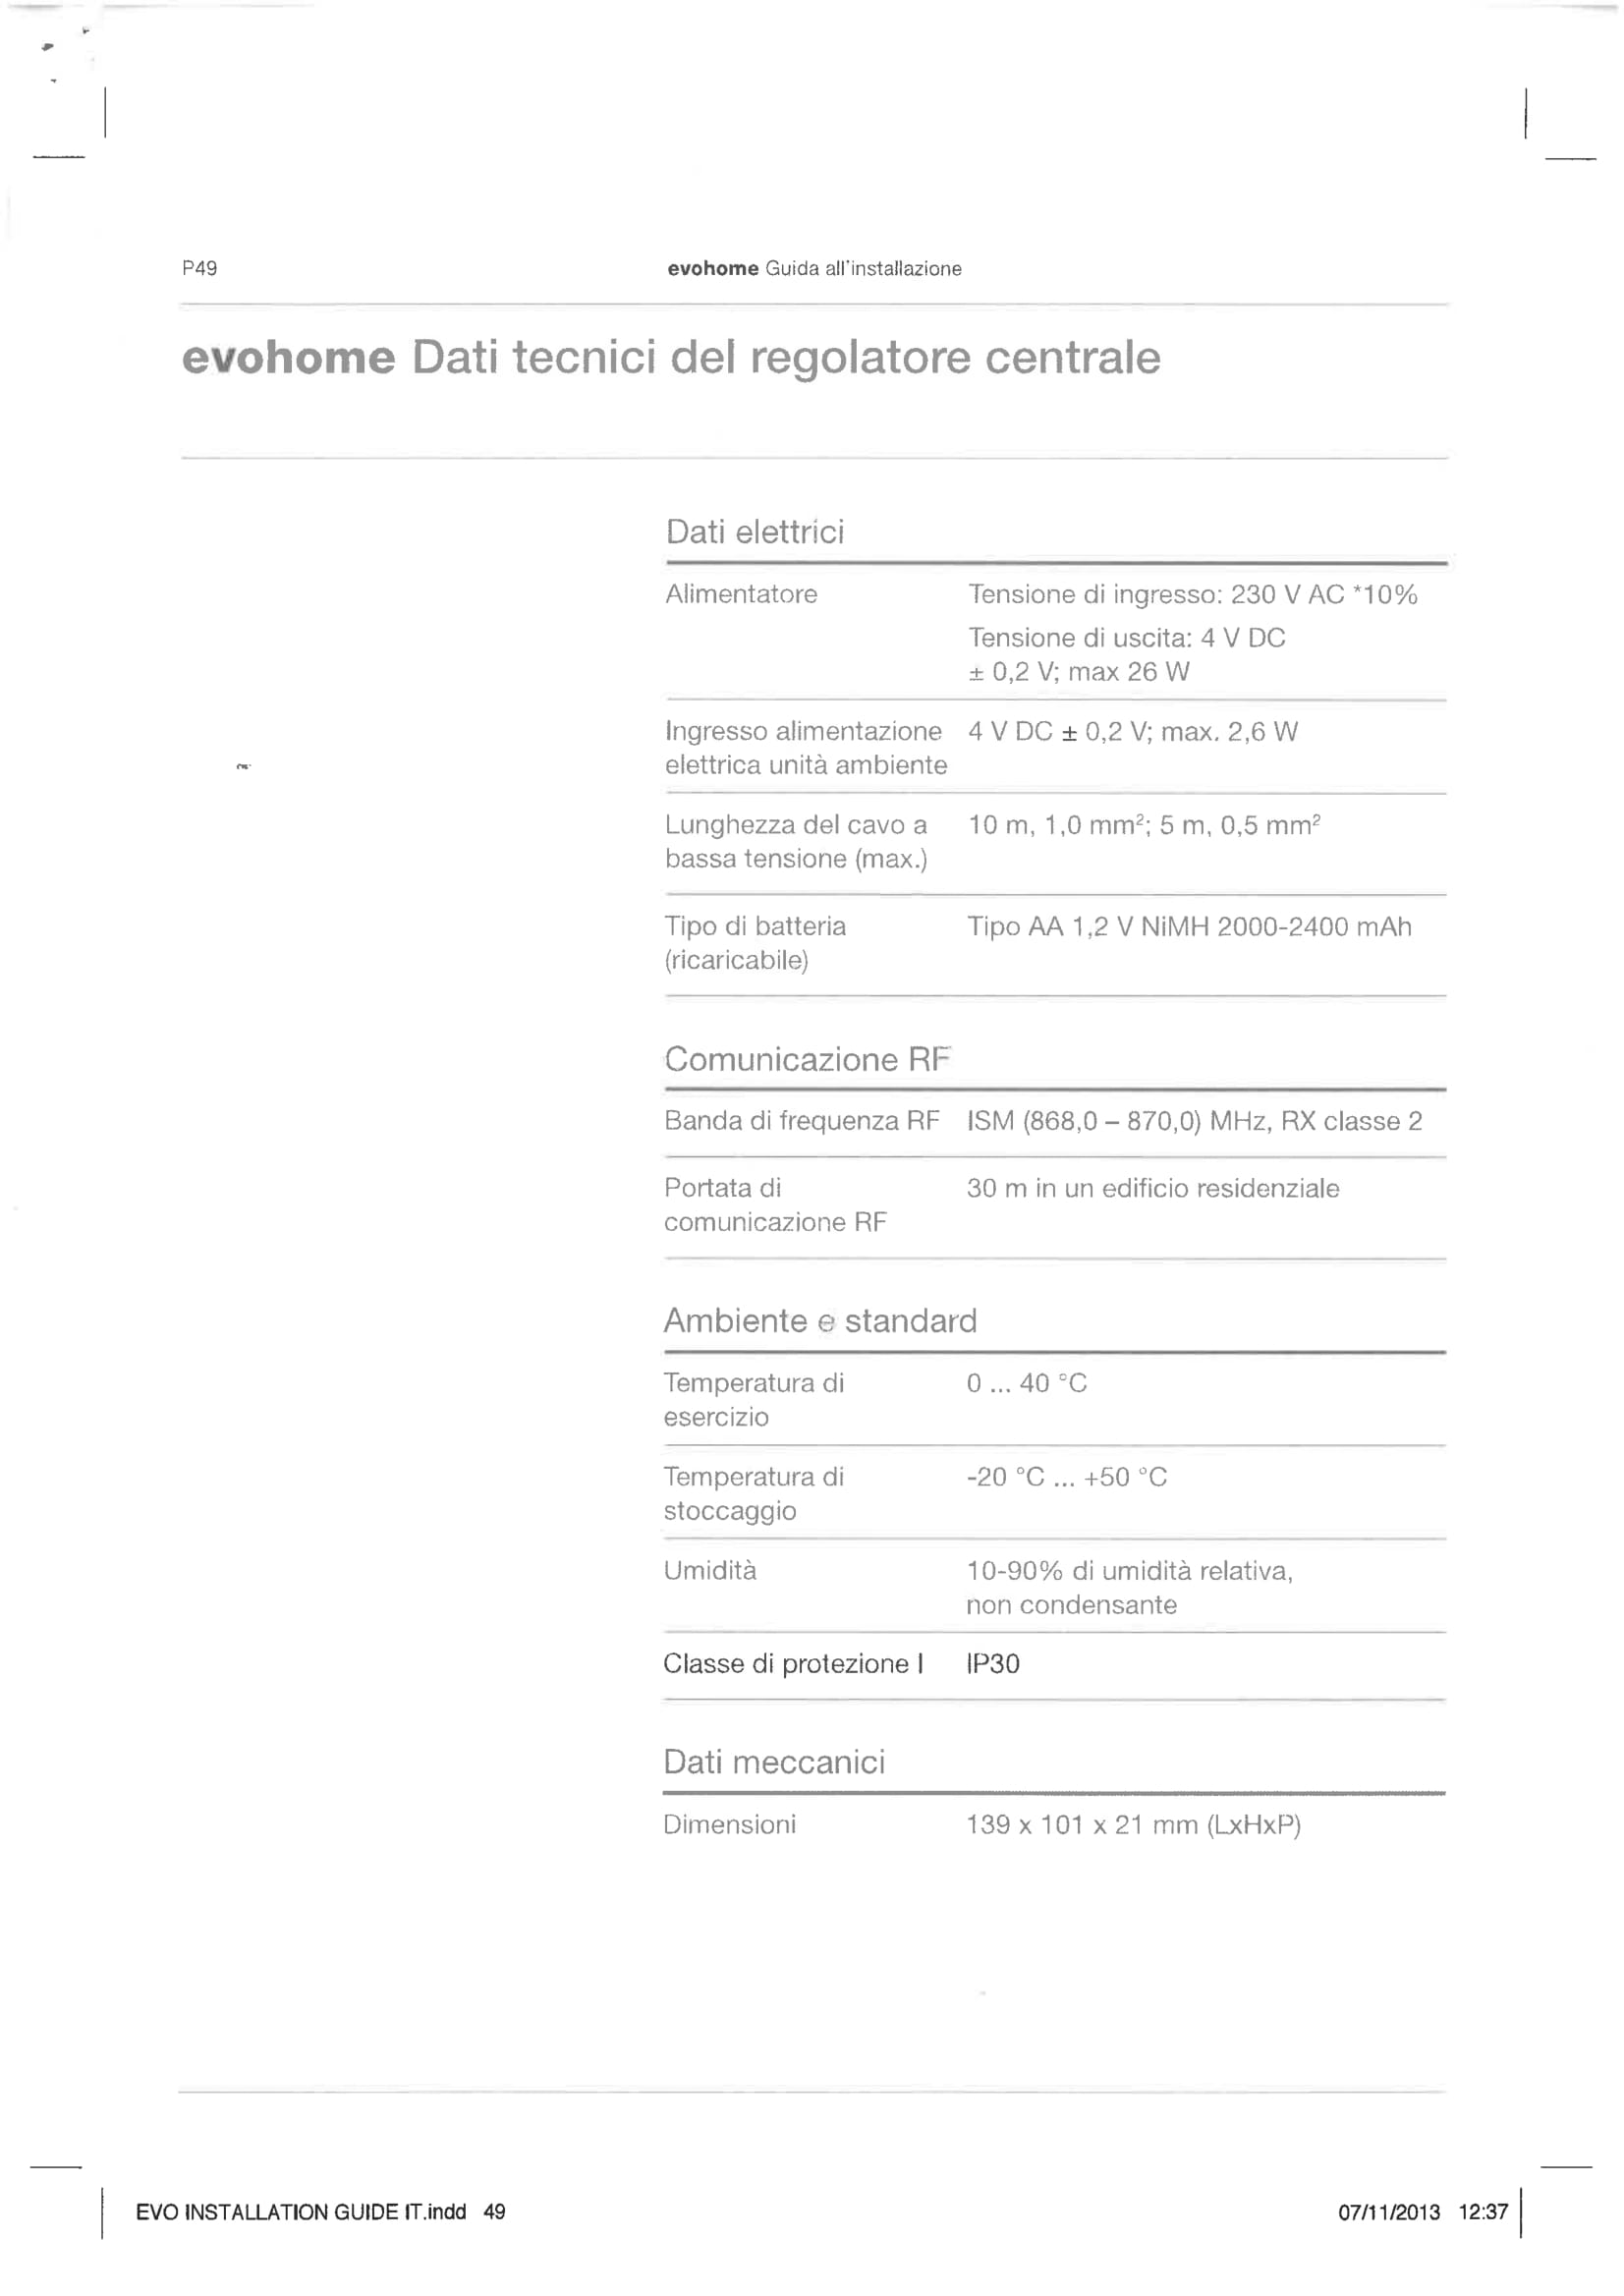 P49
evohome Guida all'installazione
evohome Dati tecnici del regolatore centrale
Dati elettrici
Alimentatore Tensione di ingresso: 230 V AC *10%
Tensione di uscita: 4 V DC
± 0,2 V; max 26 W
Ingresso alimentazione 4 V DC ± 0,2 V; max. 2,6 W
elettrica unità ambiente
Lunghezza del cavo a 10 m, 1,0 mm²; 5 m, 0,5 mm²
bassa tensione (max.)
Tipo di batteria Tipo AA 1,2 V NiMH 2000-2400 mAh
(ricaricabile)
Comunicazione RF
Banda di frequenza RF ISM (868,0 – 870,0) MHz, RX classe 2
Portata di 30 m in un edificio residenziale
comunicazione RF
Ambiente e standard
Temperatura di 0 ... 40 °C
esercizio
Temperatura di -20 °C ... +50 °C
stoccaggio
Umidità 10-90% di umidità relativa,
non condensante
Classe di protezione I IP30
Dati meccanici
Dimensioni 139 x 101 x 21 mm (LxHxP)
EVO INSTALLATION GUIDE IT.indd 49
07/11/2013 12:37